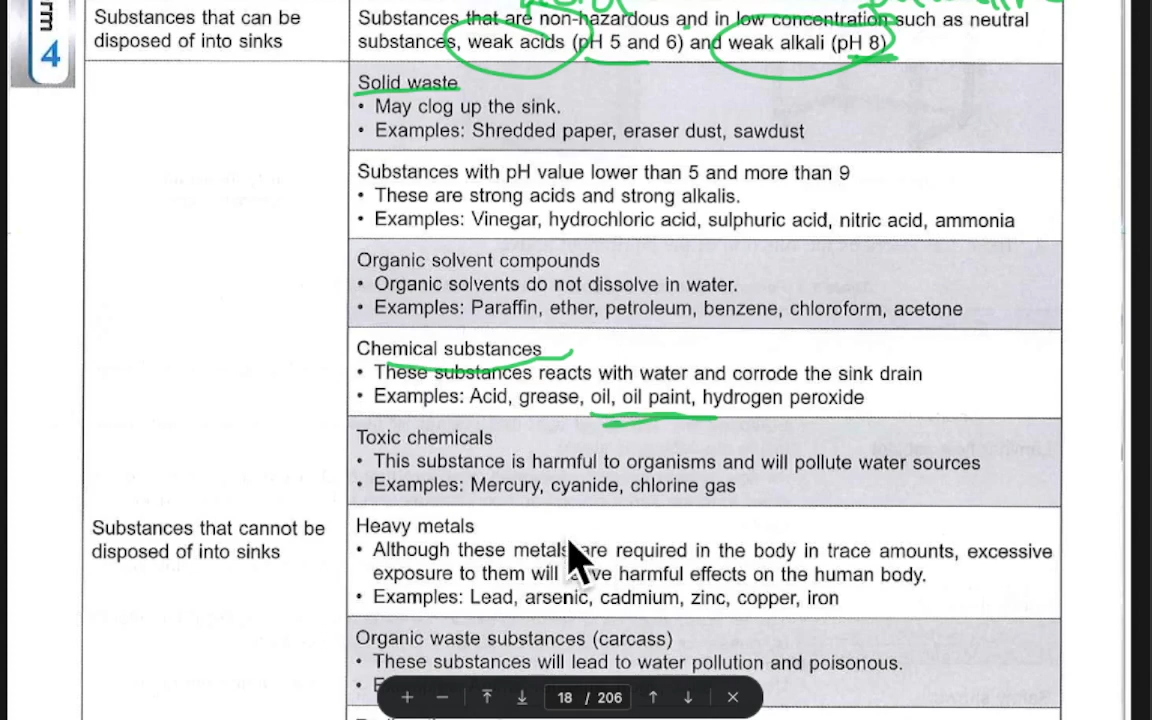 rm
4
Substances that can be
disposed of into sinks
Substances that are non-hazardous and in low concentration such as neutral
substances, weak acids (pH 5 and 6) and weak alkali (pH 8)
Solid waste
• May clog up the sink.
• Examples: Shredded paper, eraser dust, sawdust
Substances with pH value lower than 5 and more than 9
• These are strong acids and strong alkalis.
• Examples: Vinegar, hydrochloric acid, sulphuric acid, nitric acid, ammonia
Organic solvent compounds
• Organic solvents do not dissolve in water.
• Examples: Paraffin, ether, petroleum, benzene, chloroform, acetone
Chemical substances
• These substances reacts with water and corrode the sink drain
• Examples: Acid, grease, oil, oil paint, hydrogen peroxide
Toxic chemicals
• This substance is harmful to organisms and will pollute water sources
• Examples: Mercury, cyanide, chlorine gas
Substances that cannot be
disposed of into sinks
Heavy metals
• Although these metals are required in the body in trace amounts, excessive
exposure to them will harmful effects on the human body.
• Examples: Lead, arsenic, cadmium, zinc, copper, iron
Organic waste substances (carcass)
• These substances will lead to water pollution and poisonous.
18 / 206